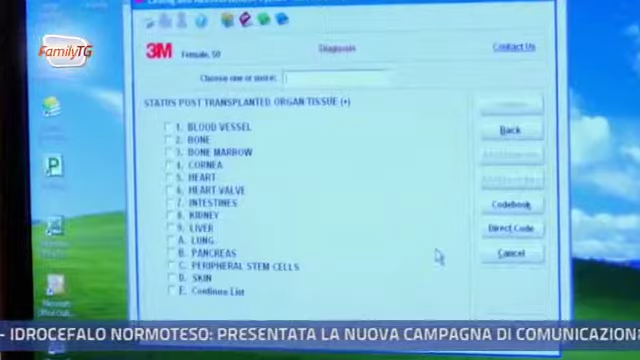 FamilyTG
3M
Female, 50
Diagnosis
Contact Us
Choose one or more:
STATUS POST TRANSPLANTED ORGAN TISSUE (+)
1. BLOOD VESSEL
2. BONE
3. BONE MARROW
4. CORNEA
5. HEART
6. HEART VALVE
7. INTESTINES
8. KIDNEY
9. LIVER
A. LUNG
B. PANCREAS
C. PERIPHERAL STEM CELLS
D. SKIN
E. Continue List
Back
Codebook
Direct Code
Cancel
- IDROCEFALO NORMOTESO: PRESENTATA LA NUOVA CAMPAGNA DI COMUNICAZION